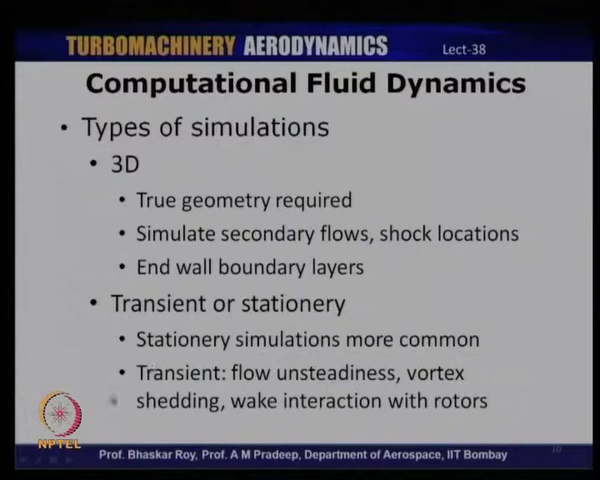 TURBOMACHINERY AERODYNAMICS Lect-38
Computational Fluid Dynamics
• Types of simulations
• 3D
• True geometry required
• Simulate secondary flows, shock locations
• End wall boundary layers
• Transient or stationery
• Stationery simulations more common
• Transient: flow unsteadiness, vortex
shedding, wake interaction with rotors
NPTEL
Prof. Bhaskar Roy, Prof. A M Pradeep, Department of Aerospace, IIT Bombay
10